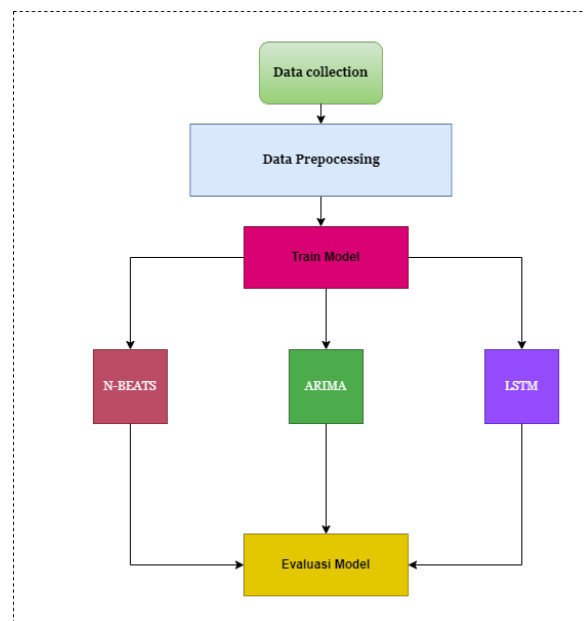 Data collection
Data Prepocessing
Train Model
N-BEATS
ARIMA
LSTM
Evaluasi Model